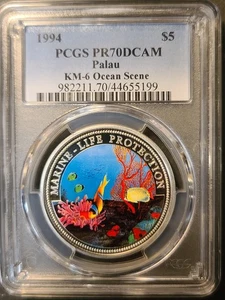 1994 $5
PCGS PR70DCAM
Palau
KM-6 Ocean Scene
982211.70/44655199
MARINE-LIFE PROTECTION